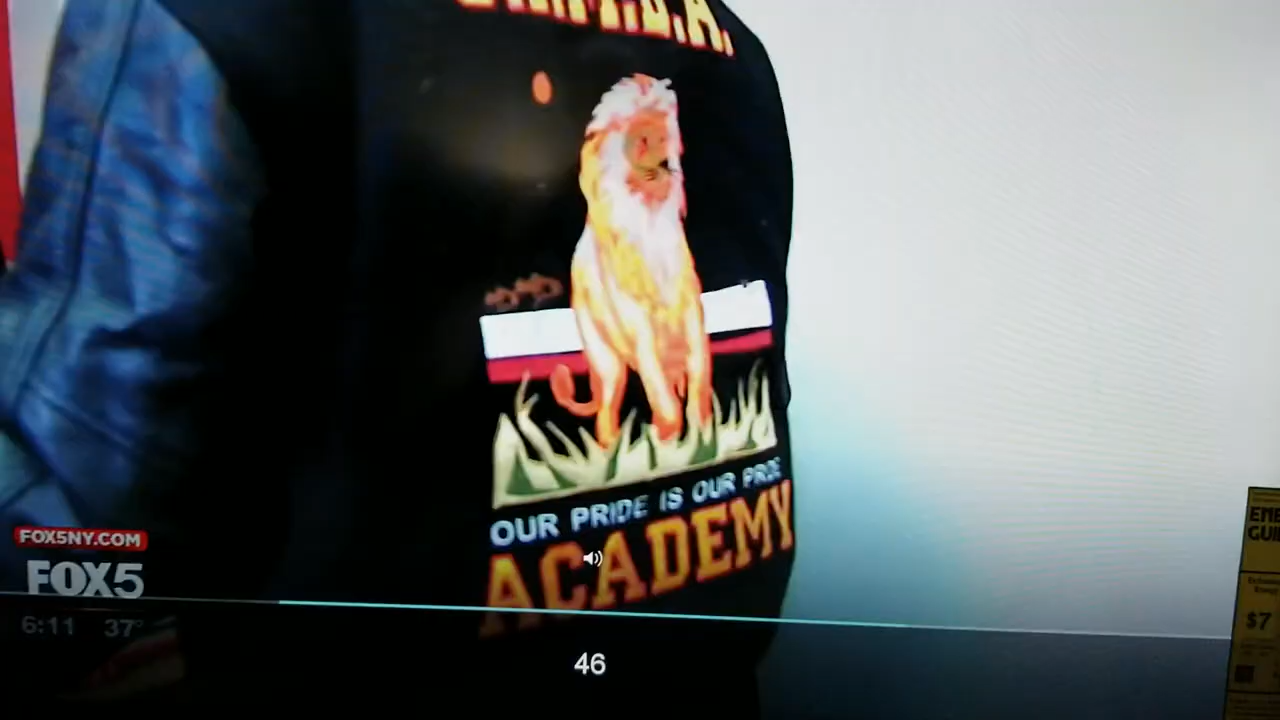 OUR PRIDE IS OUR PRIDE
ACADEMY
FOX5NY.COM
FOX5
6:11 37°
46
$7